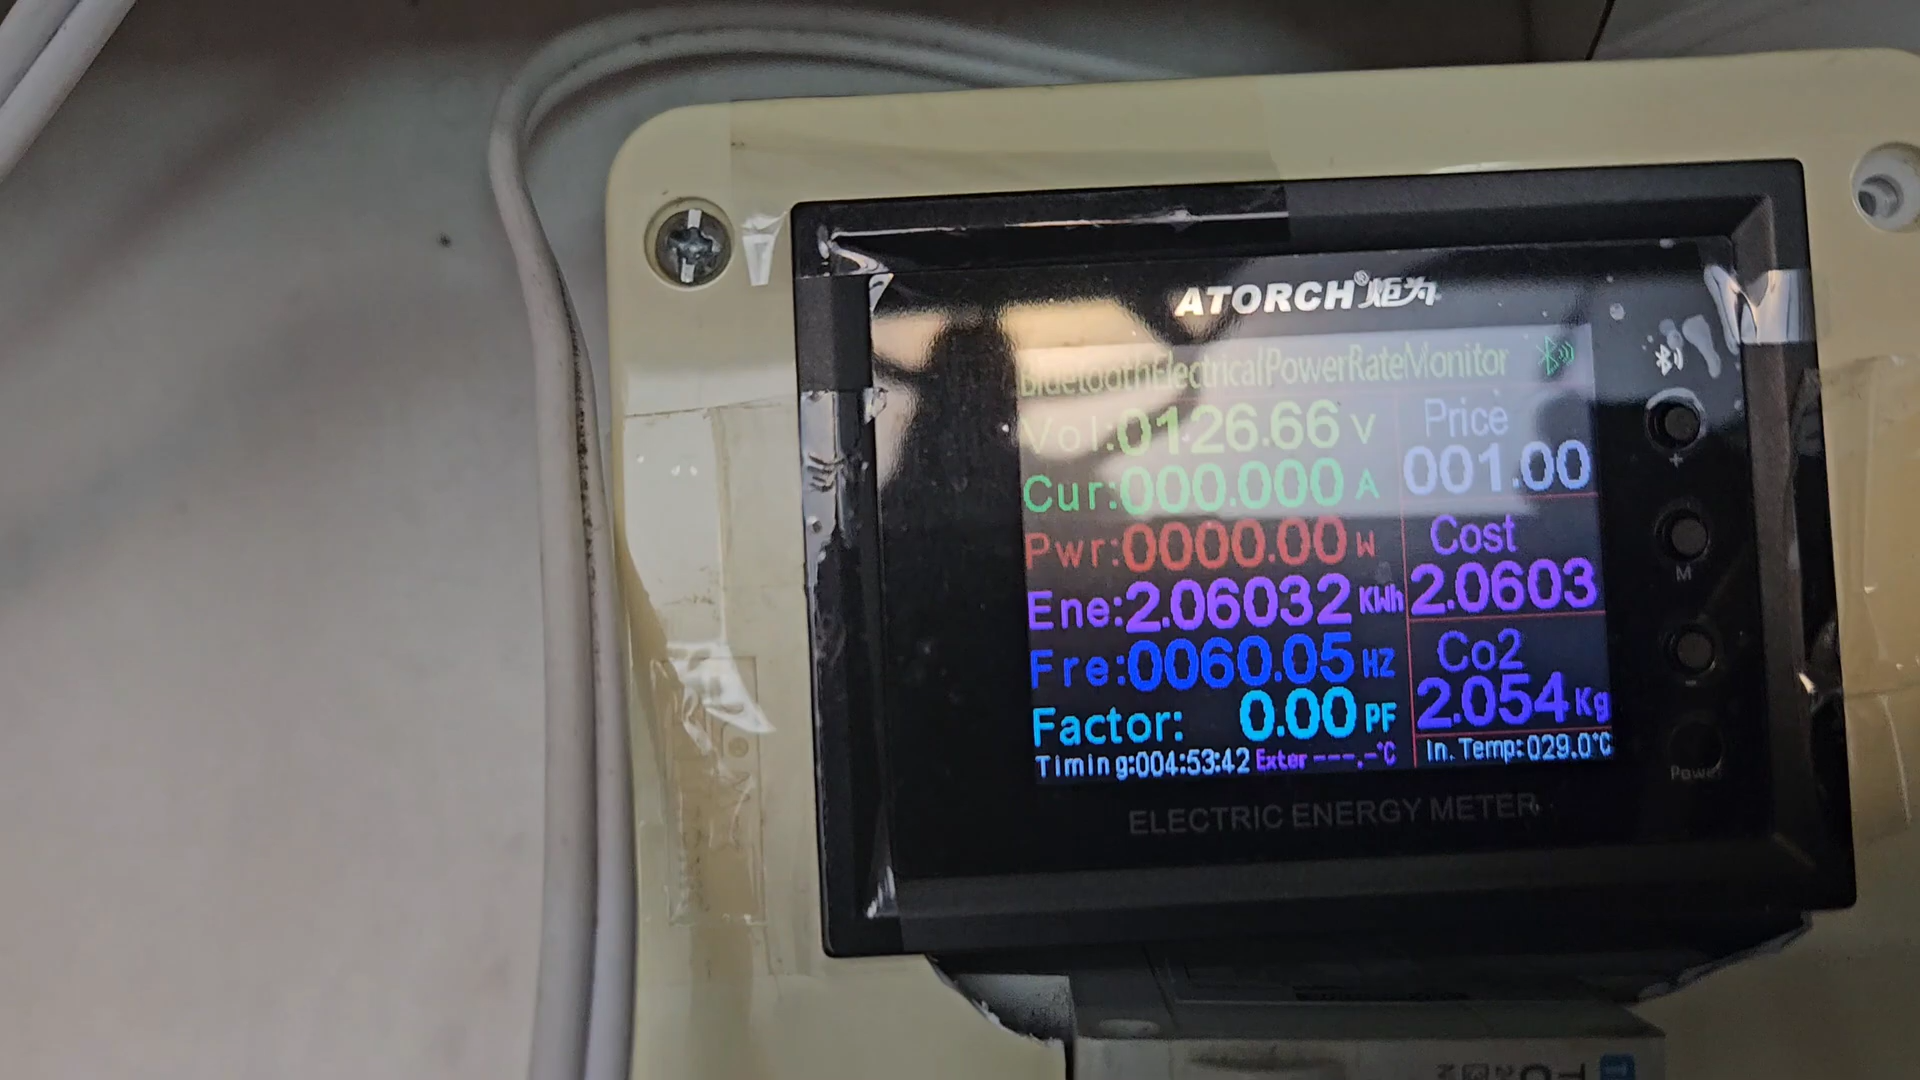 ATORCH®炬为
BluetoothElectricalPowerRateMonitor
Vol:0126.66 V
Price
001.00
Cur:000.000 A
Pwr:0000.00 W
Cost
2.0603
Ene:2.06032 KWh
Fre:0060.05 HZ
Co2
2.054 Kg
Factor: 0.00 PF
Timing:004:53:42 Exter ---.-°C
In. Temp:029.0°C
+
M
-
Power
ELECTRIC ENERGY METER